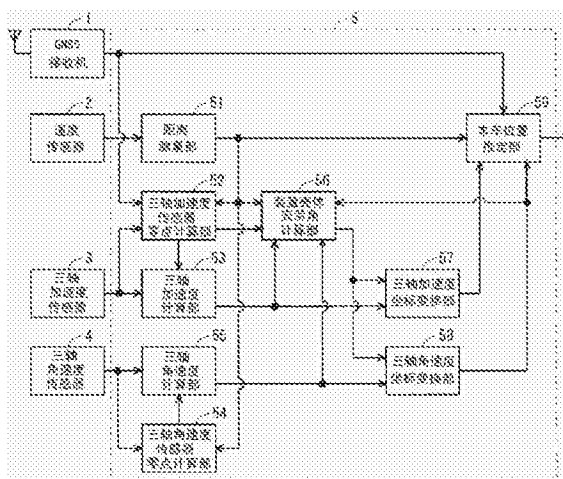 1
5
GNSS
接收机
2
51
59
速度
传感器
距离
测量部
本车位置
推定部
52
56
三轴加速度
传感器
零点计算部
装置壳体
安装角
计算部
3
53
57
三轴
加速度
传感器
三轴
加速度
计算部
三轴加速度
坐标变换部
4
55
58
三轴
角速度
传感器
三轴
角速度
计算部
三轴角速度
坐标变换部
54
三轴角速度
传感器
零点计算部